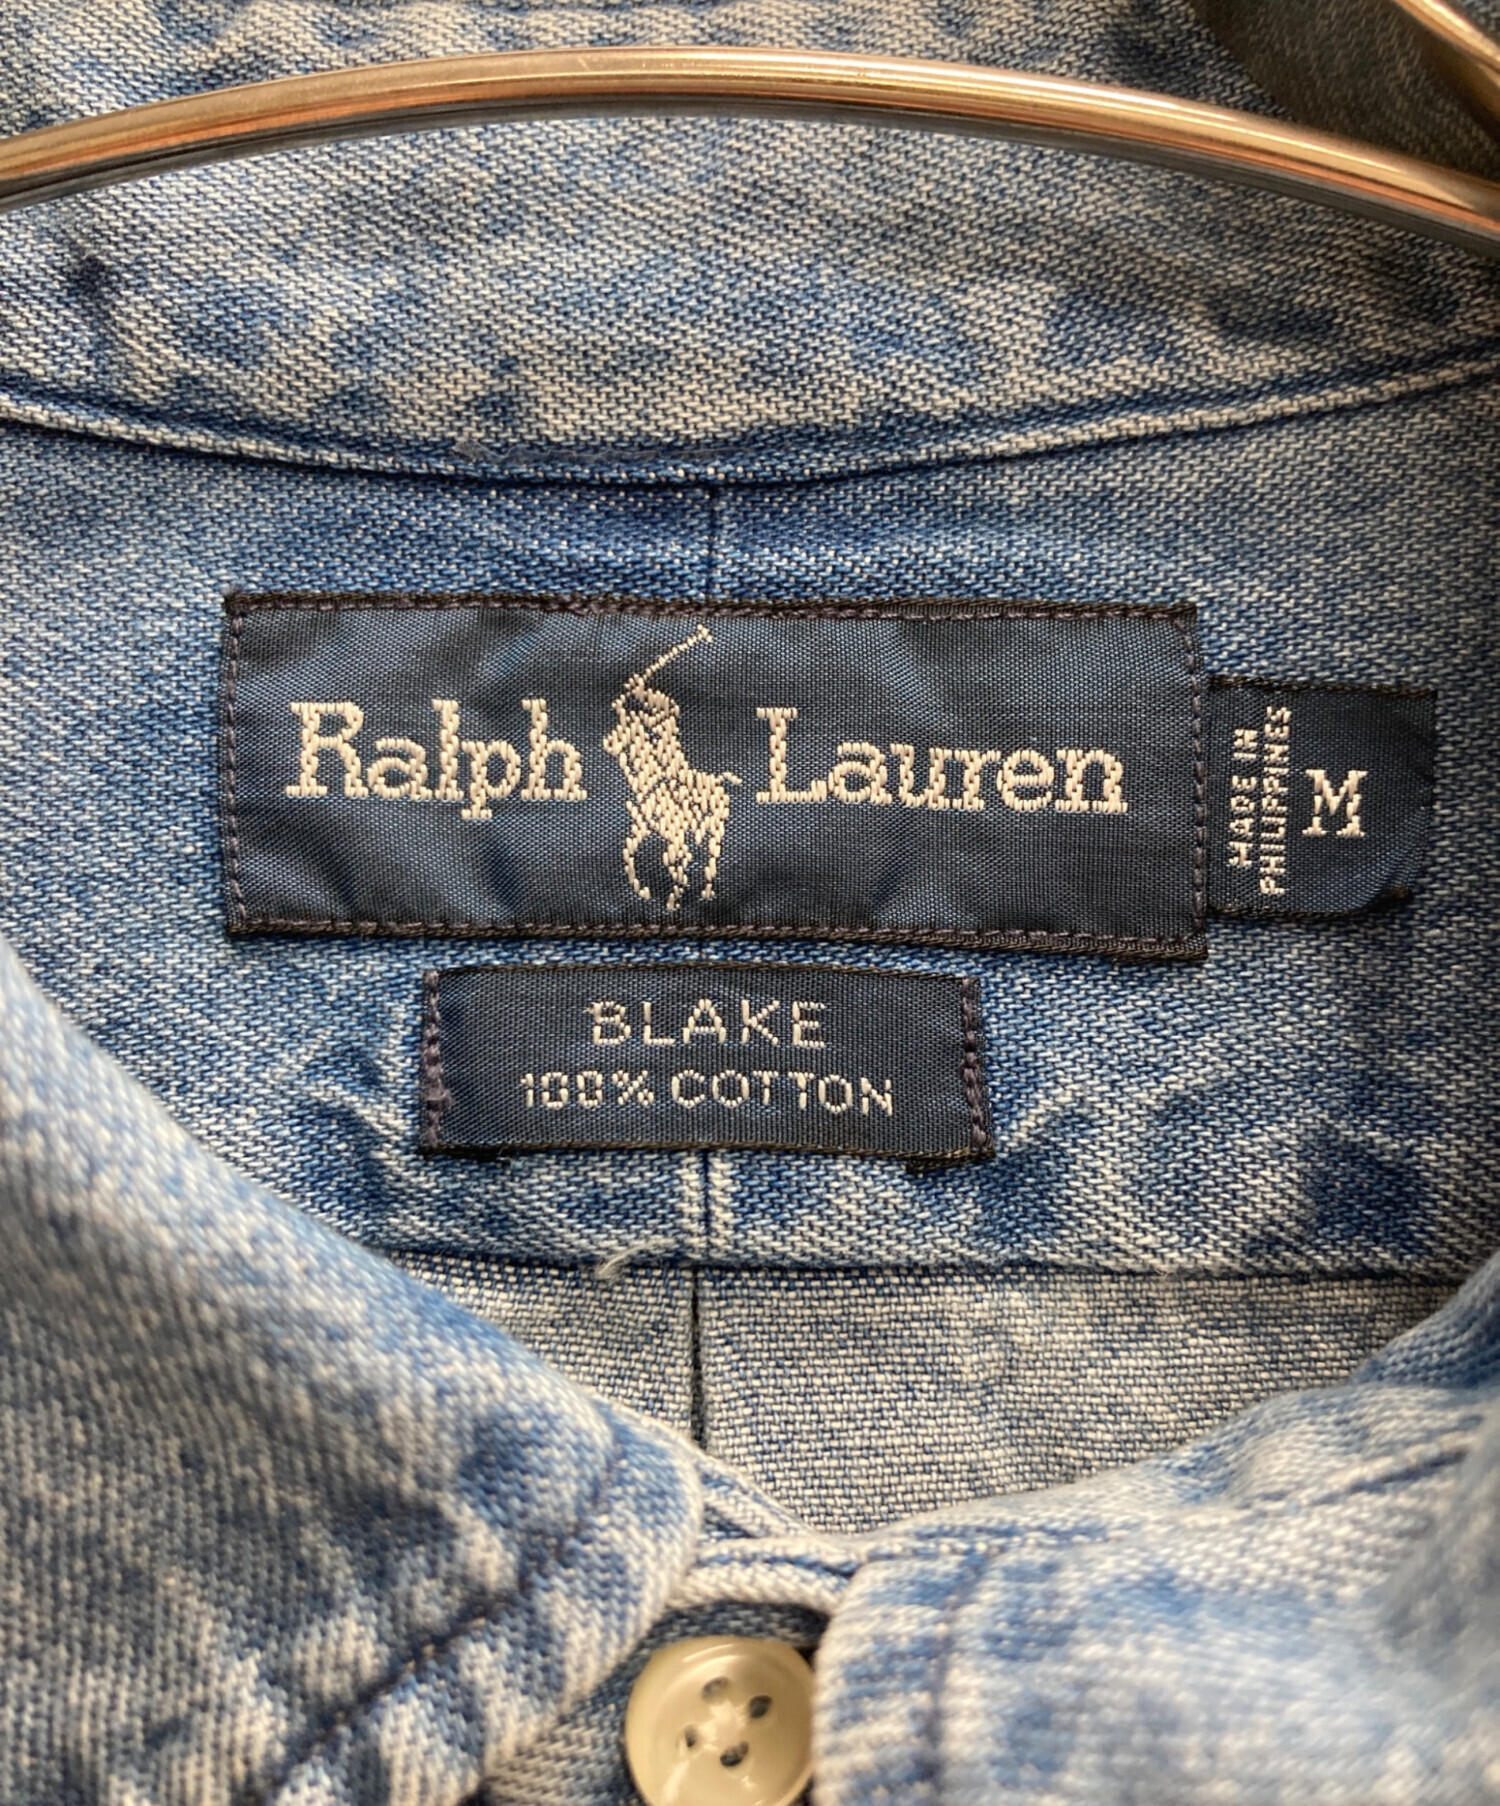 Ralph Lauren
MADE IN
PHILIPPINES
M
BLAKE
100% COTTON